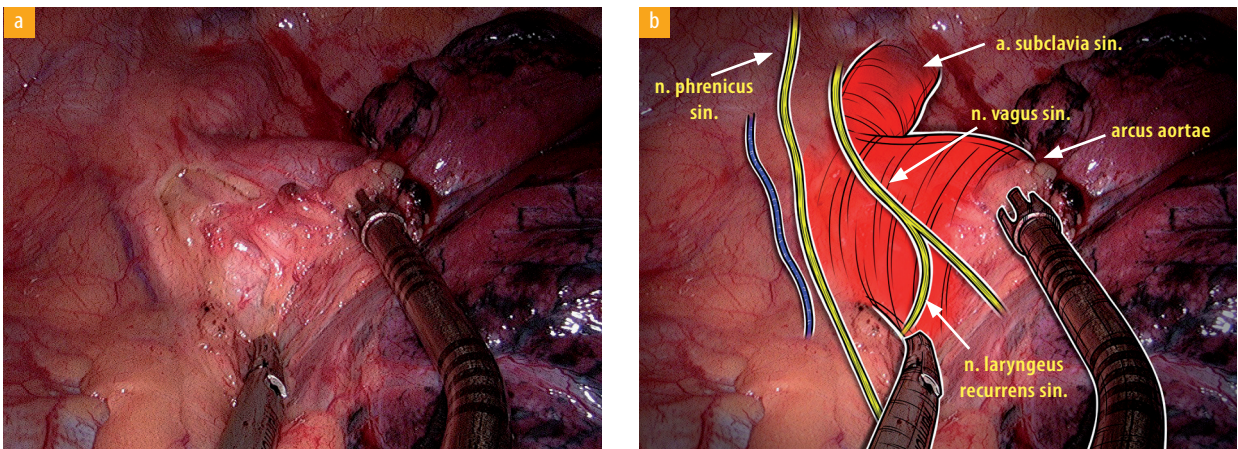 a
b
a. subclavia sin.
n. phrenicus
sin.
n. vagus sin.
arcus aortae
n. laryngeus
recurrens sin.